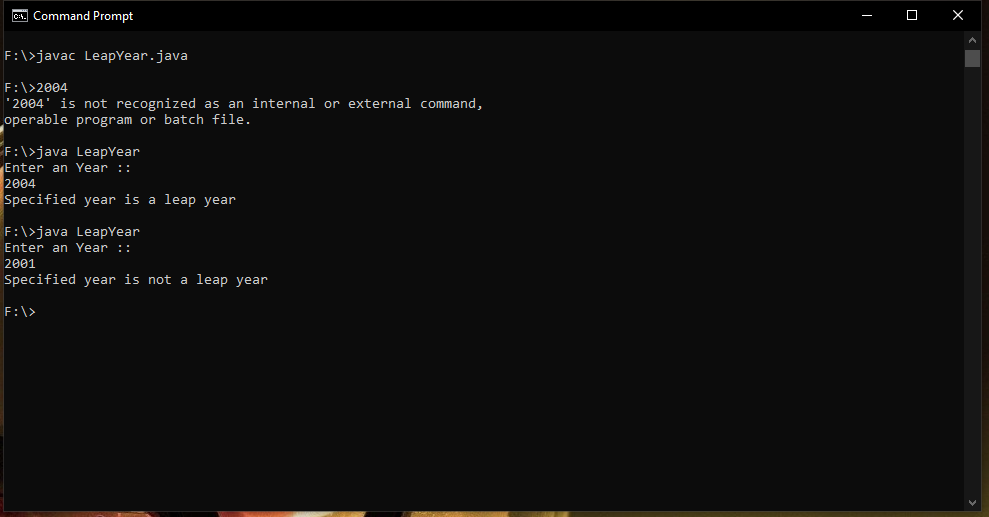 Command Prompt
F:\>javac LeapYear.java
F:\>2004
'2004' is not recognized as an internal or external command,
operable program or batch file.
F:\>java LeapYear
Enter an Year ::
2004
Specified year is a leap year
F:\>java LeapYear
Enter an Year ::
2001
Specified year is not a leap year
F:\>